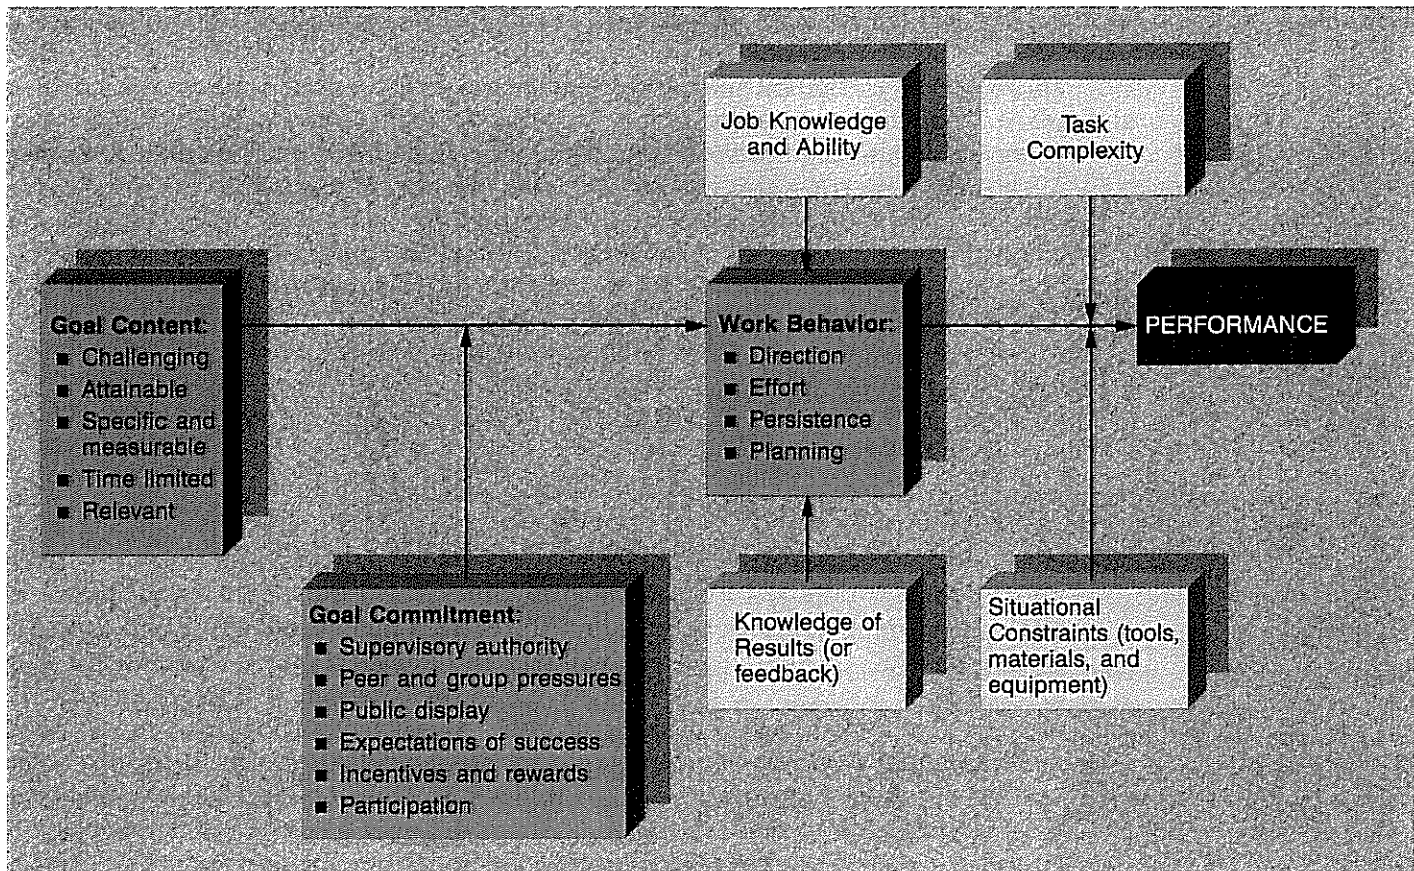 Job Knowledge
and Ability
Task
Complexity
Goal Content:
■ Challenging
■ Attainable
■ Specific and
measurable
■ Time limited
■ Relevant
Work Behavior:
■ Direction
■ Effort
■ Persistence
■ Planning
PERFORMANCE
Goal Commitment:
■ Supervisory authority
■ Peer and group pressures
■ Public display
■ Expectations of success
■ Incentives and rewards
■ Participation
Knowledge of
Results (or
feedback)
Situational
Constraints (tools,
materials, and
equipment)